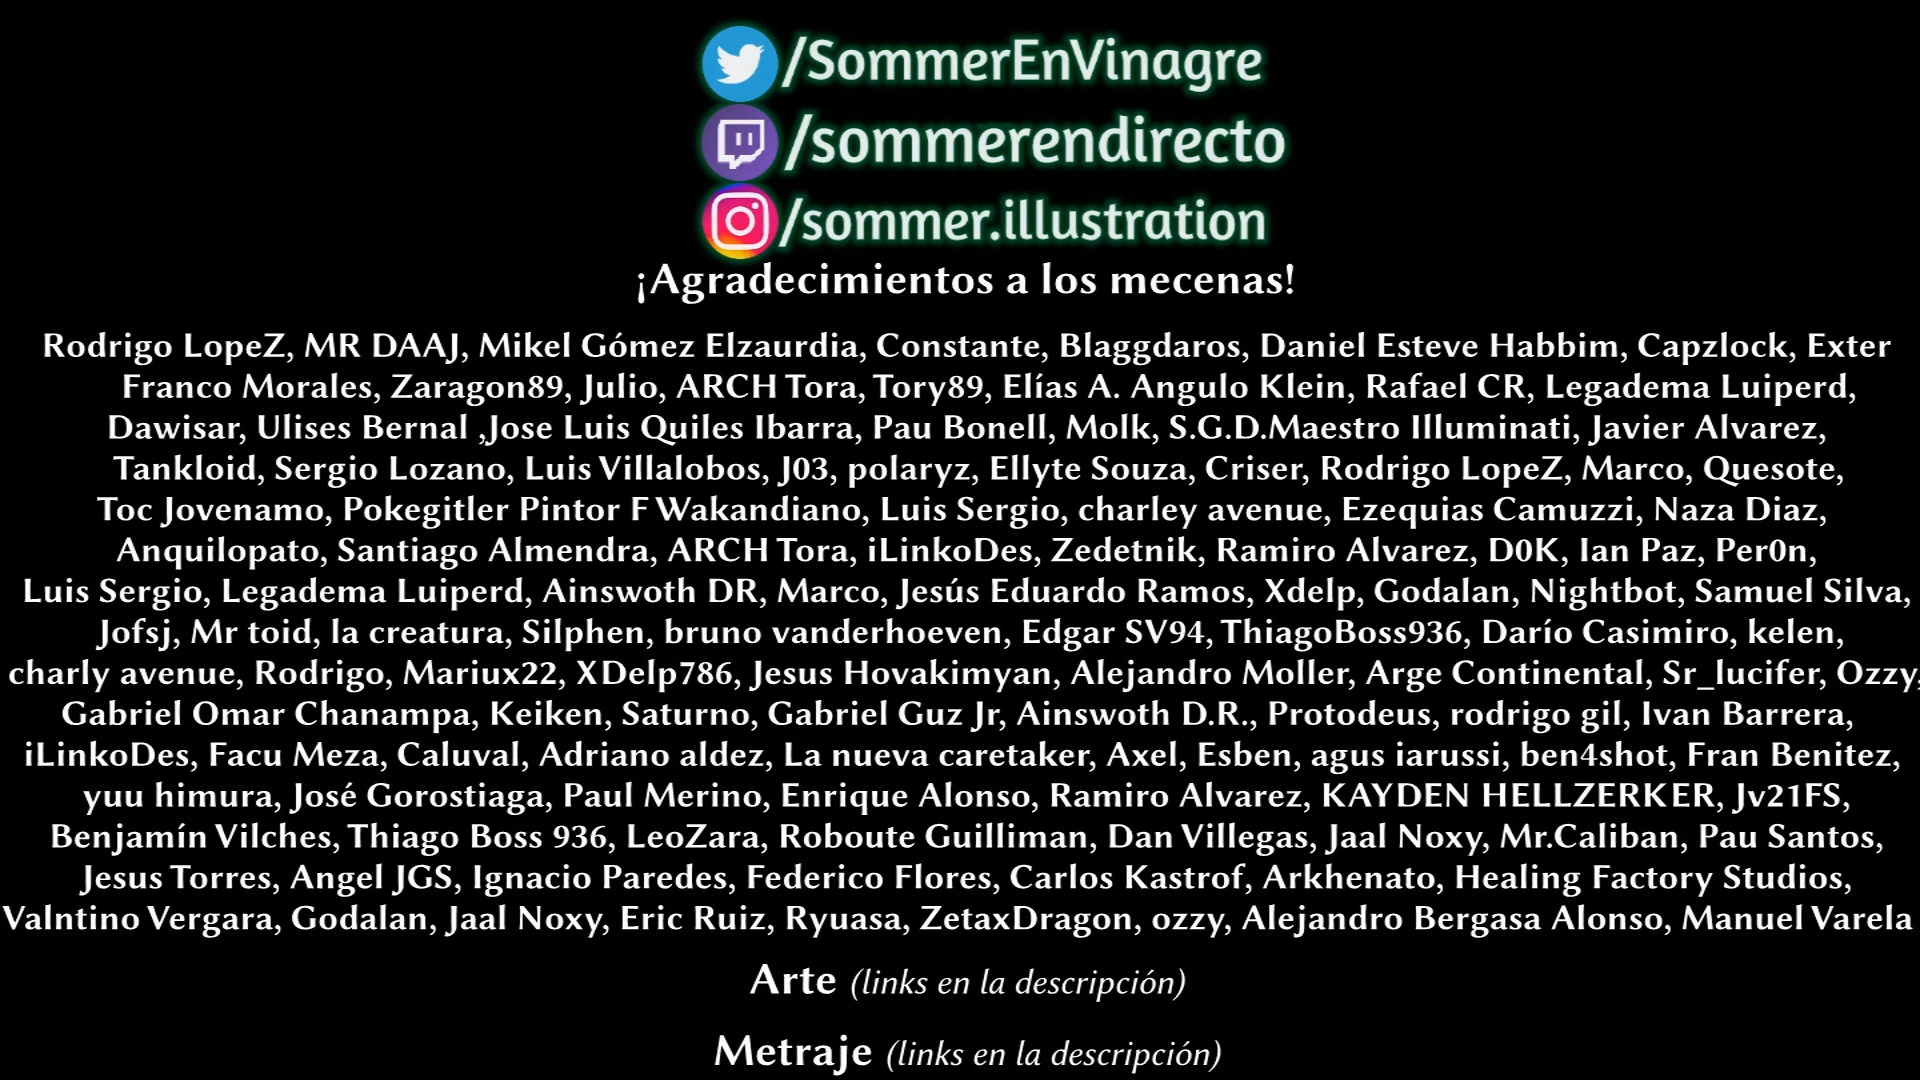 /SommerEnVinagre
/sommerendirecto
/sommer.illustration
¡Agradecimientos a los mecenas!
Rodrigo LopeZ, MR DAAJ, Mikel Gómez Elzaurdia, Constante, Blaggdaros, Daniel Esteve Habbim, Capzlock, Exter
Franco Morales, Zaragon89, Julio, ARCH Tora, Tory89, Elías A. Angulo Klein, Rafael CR, Legadema Luiperd,
Dawisar, Ulises Bernal ,Jose Luis Quiles Ibarra, Pau Bonell, Molk, S.G.D.Maestro Illuminati, Javier Alvarez,
Tankloid, Sergio Lozano, Luis Villalobos, J03, polaryz, Ellyte Souza, Criser, Rodrigo LopeZ, Marco, Quesote,
Toc Jovenamo, Pokegitler Pintor F Wakandiano, Luis Sergio, charley avenue, Ezequias Camuzzi, Naza Diaz,
Anquilopato, Santiago Almendra, ARCH Tora, iLinkoDes, Zedetnik, Ramiro Alvarez, D0K, Ian Paz, Per0n,
Luis Sergio, Legadema Luiperd, Ainswoth DR, Marco, Jesús Eduardo Ramos, Xdelp, Godalan, Nightbot, Samuel Silva,
Jofsj, Mr toid, la creatura, Silphen, bruno vanderhoeven, Edgar SV94, ThiagoBoss936, Darío Casimiro, kelen,
charly avenue, Rodrigo, Mariux22, XDelp786, Jesus Hovakimyan, Alejandro Moller, Arge Continental, Sr_lucifer, Ozzy,
Gabriel Omar Chanampa, Keiken, Saturno, Gabriel Guz Jr, Ainswoth D.R., Protodeus, rodrigo gil, Ivan Barrera,
iLinkoDes, Facu Meza, Caluval, Adriano aldez, La nueva caretaker, Axel, Esben, agus iarussi, ben4shot, Fran Benitez,
yuu himura, José Gorostiaga, Paul Merino, Enrique Alonso, Ramiro Alvarez, KAYDEN HELLZERKER, Jv21FS,
Benjamín Vilches, Thiago Boss 936, LeoZara, Roboute Guilliman, Dan Villegas, Jaal Noxy, Mr.Caliban, Pau Santos,
Jesus Torres, Angel JGS, Ignacio Paredes, Federico Flores, Carlos Kastrof, Arkhenato, Healing Factory Studios,
Valntino Vergara, Godalan, Jaal Noxy, Eric Ruiz, Ryuasa, ZetaxDragon, ozzy, Alejandro Bergasa Alonso, Manuel Varela
Arte (links en la descripción)
Metraje (links en la descripción)